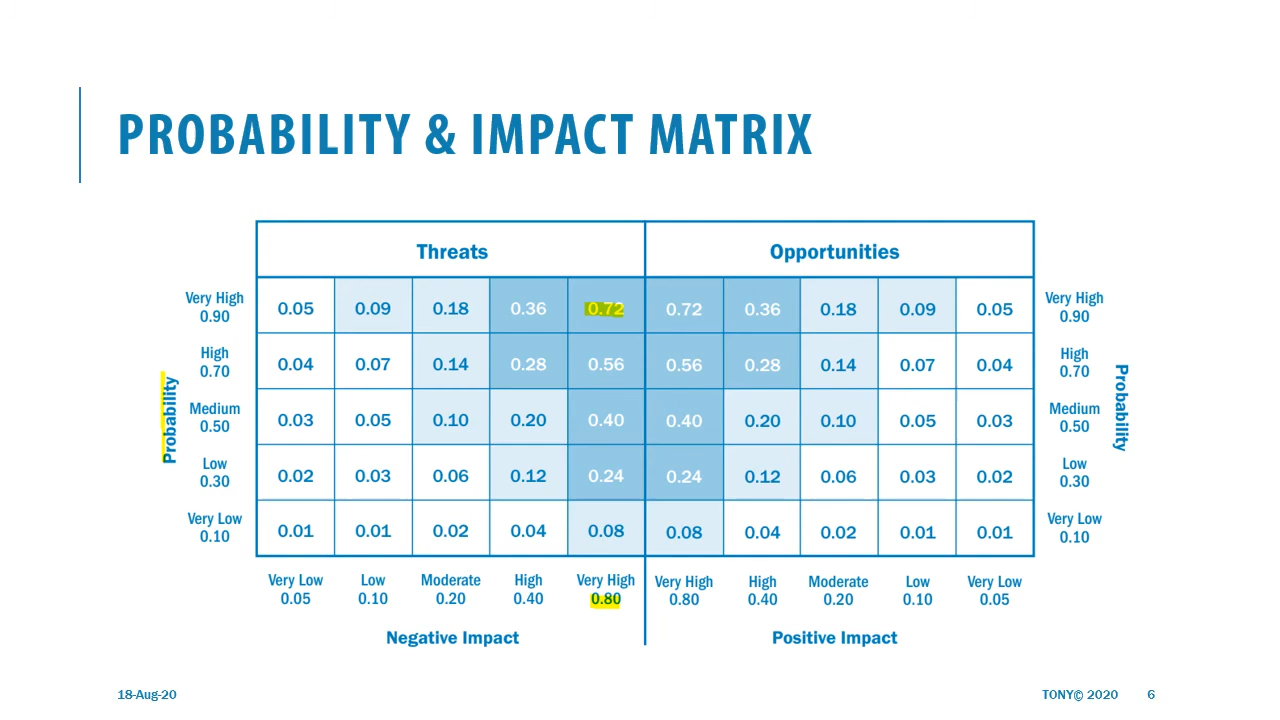 PROBABILITY & IMPACT MATRIX
Threats Opportunities
Very High 0.05 0.09 0.18 0.36 0.72 0.72 0.36 0.18 0.09 0.05 Very High
0.90 0.90
High 0.04 0.07 0.14 0.28 0.56 0.56 0.28 0.14 0.07 0.04 High
0.70 0.70
Probability Probability
Medium 0.03 0.05 0.10 0.20 0.40 0.40 0.20 0.10 0.05 0.03 Medium
0.50 0.50
Low 0.02 0.03 0.06 0.12 0.24 0.24 0.12 0.06 0.03 0.02 Low
0.30 0.30
Very Low 0.01 0.01 0.02 0.04 0.08 0.08 0.04 0.02 0.01 0.01 Very Low
0.10 0.10
Very Low Low Moderate High Very High Very High High Moderate Low Very Low
0.05 0.10 0.20 0.40 0.80 0.80 0.40 0.20 0.10 0.05
Negative Impact Positive Impact
18-Aug-20 TONY© 2020 6